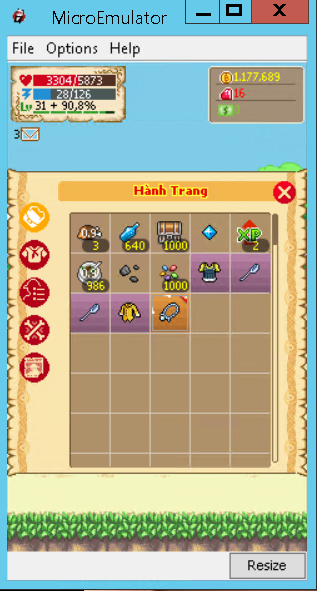 MicroEmulator
File Options Help
3304/5873
28/126
Lv 31 + 90,8%
1.177.689
16
3
Hành Trang
0.9 3
640
1000
XP 2
0.3 986
1000
Resize